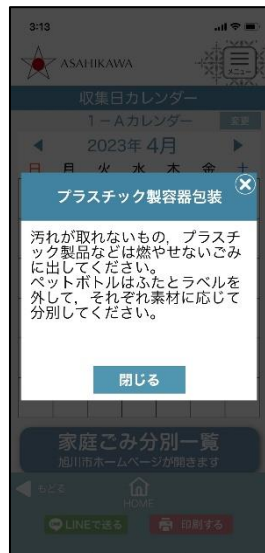 3:13
ASAHIKAWA
メニュー
収集日カレンダー
1-Aカレンダー
変更
2023年 4月
日 月 火 水 木 金 土
プラスチック製容器包装
汚れが取れないもの，プラスチ
ック製品などは燃やせないごみ
に出してください。
ペットボトルはふたとラベルを
外して，それぞれ素材に応じて
分別してください。
閉じる
家庭ごみ分別一覧
旭川市ホームページが開きます
もどる
HOME
LINEで送る
印刷する